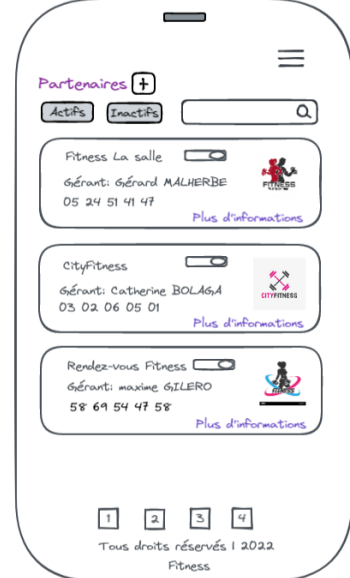 Partenaires +
Actifs Inactifs
Fitness La salle
Gérant: Gérard MALHERBE
FITNESS
05 24 51 41 47
Plus d'informations
CityFitness
Gérant: Catherine BOLAGA
CITYFITNESS
03 02 06 05 01
Plus d'informations
Rendez-vous Fitness
Gérant: maxime GILERO
FITNESS
58 69 54 47 58
Plus d'informations
1 2 3 4
Tous droits réservés | 2022
Fitness